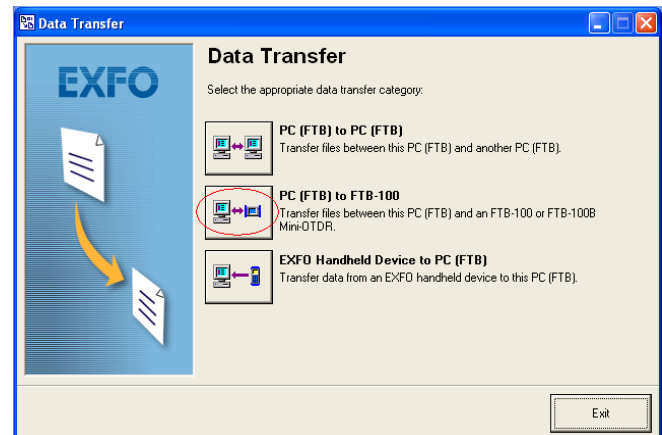 Data Transfer
EXFO
Data Transfer
Select the appropriate data transfer category:
PC (FTB) to PC (FTB)
Transfer files between this PC (FTB) and another PC (FTB).
PC (FTB) to FTB-100
Transfer files between this PC (FTB) and an FTB-100 or FTB-100B
Mini-OTDR.
EXFO Handheld Device to PC (FTB)
Transfer data from an EXFO handheld device to this PC (FTB).
Exit